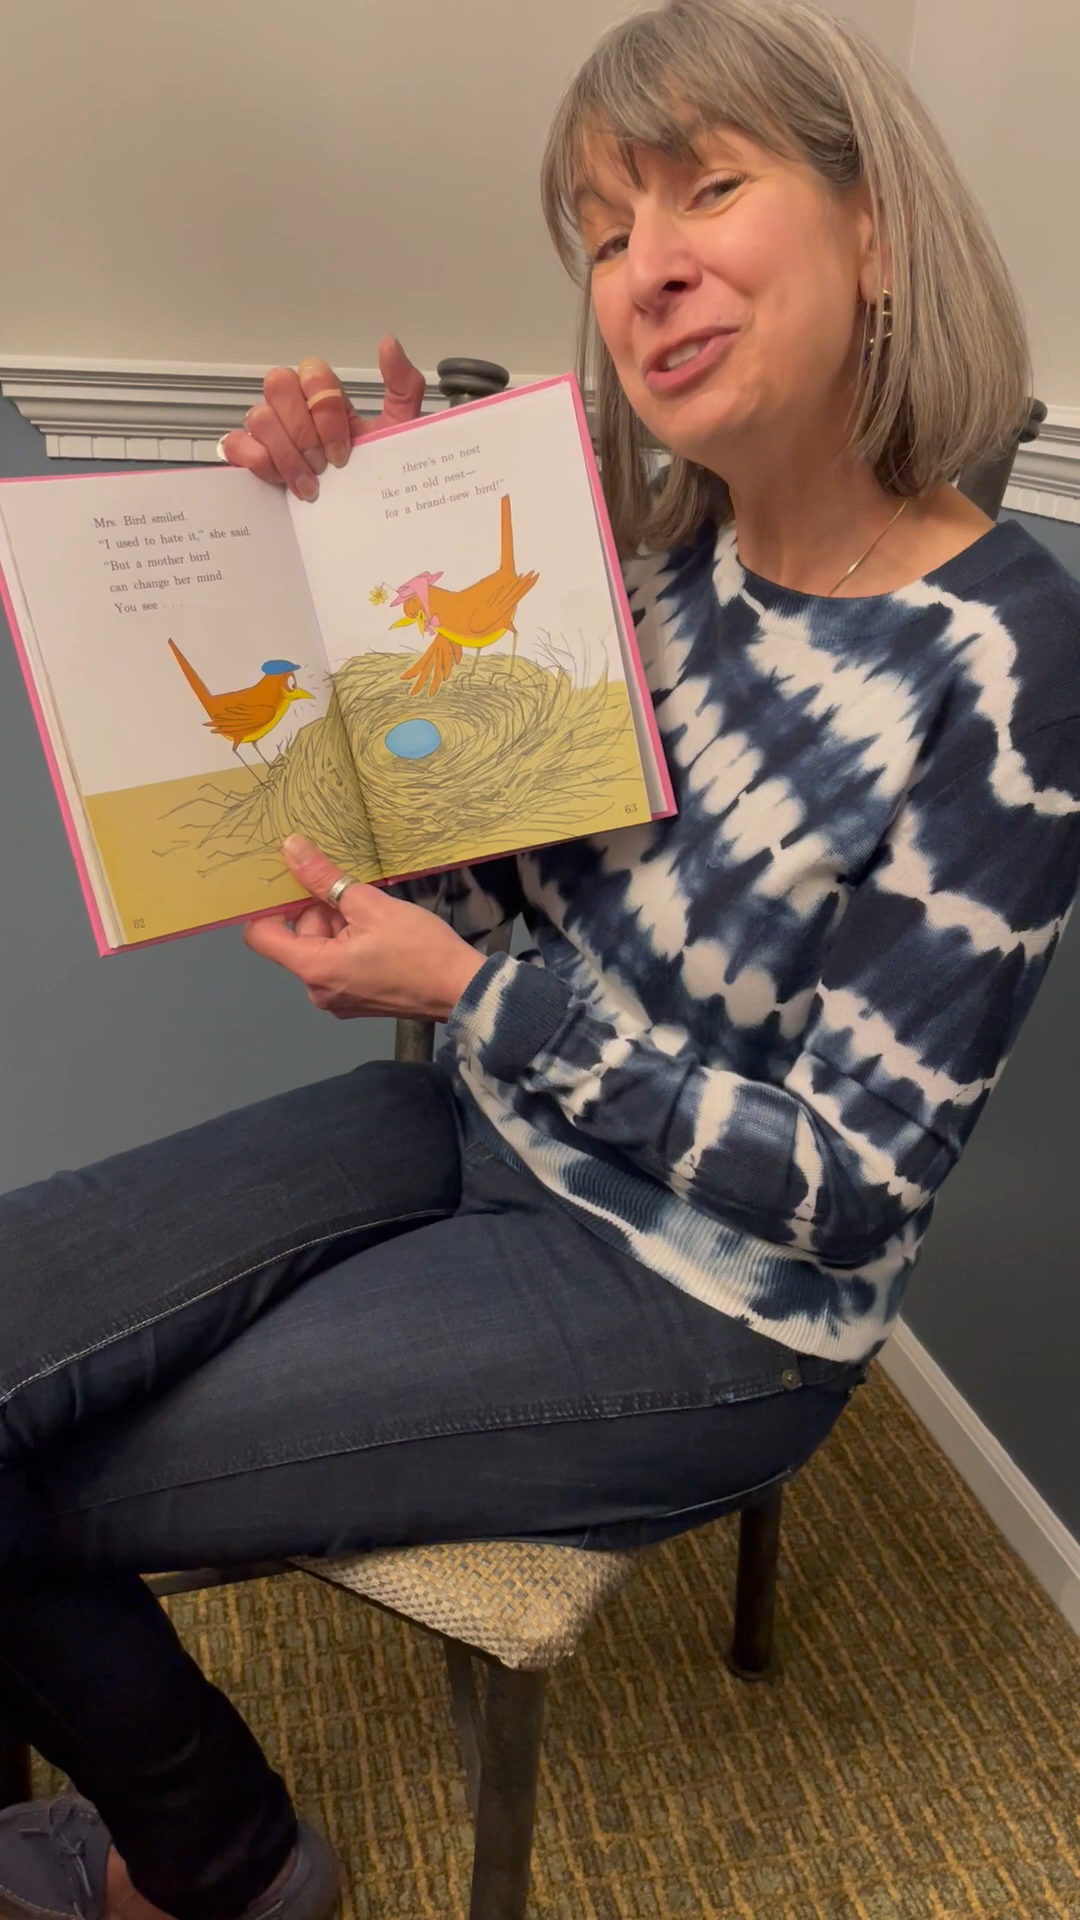 Mrs. Bird smiled.
"I used to hate it," she said.
"But a mother bird
can change her mind.
You see . . .
62
there's no nest
like an old nest—
for a brand-new bird!"
63